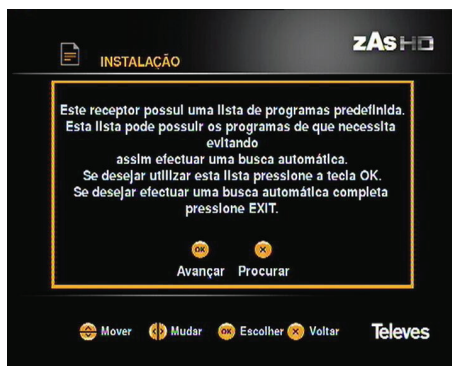 zAs HD
INSTALAÇÃO
Este receptor possui uma lista de programas predefinida.
Esta lista pode possuir os programas de que necessita
evitando
assim efectuar uma busca automática.
Se desejar utilizar esta lista pressione a tecla OK.
Se desejar efectuar uma busca automática completa
pressione EXIT.
OK
Avançar Procurar
Mover Mudar OK Escolher Voltar Televes